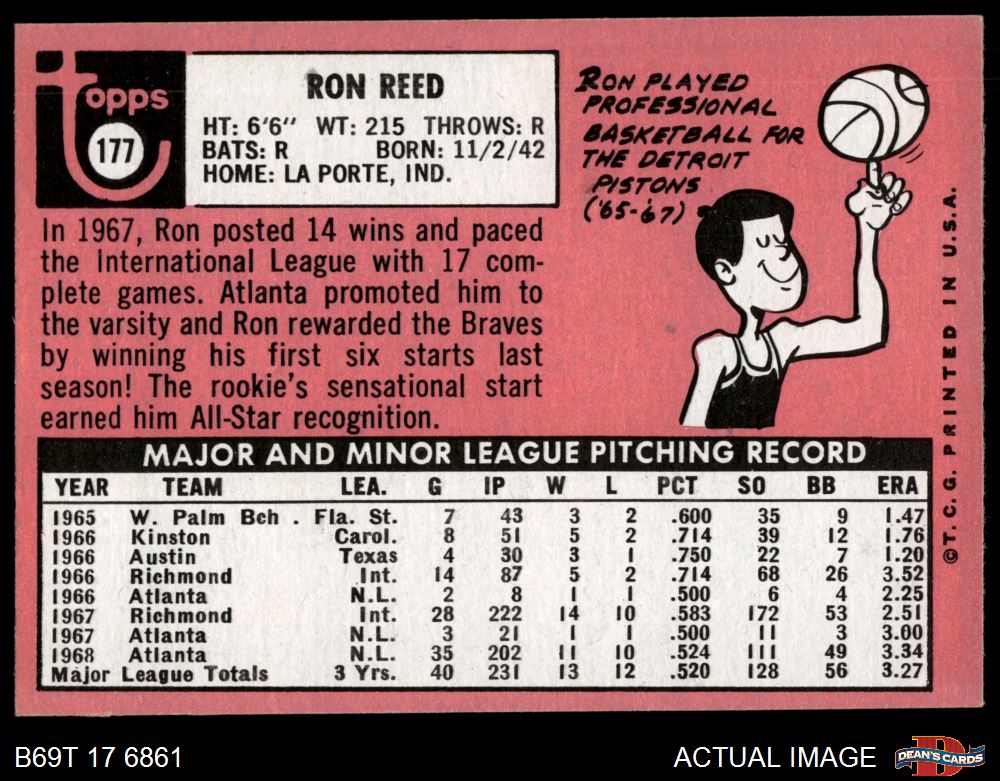 Topps
177
RON REED
HT: 6'6" WT: 215 THROWS: R
BATS: R BORN: 11/2/42
HOME: LA PORTE, IND.
RON PLAYED
PROFESSIONAL
BASKETBALL FOR
THE DETROIT
PISTONS
('65-'67)
In 1967, Ron posted 14 wins and paced
the International League with 17 com-
plete games. Atlanta promoted him to
the varsity and Ron rewarded the Braves
by winning his first six starts last
season! The rookie's sensational start
earned him All-Star recognition.
MAJOR AND MINOR LEAGUE PITCHING RECORD
YEAR TEAM LEA. G IP W L PCT SO BB ERA
1965 W. Palm Bch . Fla. St. 7 43 3 2 .600 35 9 1.47
1966 Kinston Carol. 8 51 5 2 .714 39 12 1.76
1966 Austin Texas 4 30 3 1 .750 22 7 1.20
1966 Richmond Int. 14 87 5 2 .714 68 26 3.52
1966 Atlanta N.L. 2 8 1 1 .500 6 4 2.25
1967 Richmond Int. 28 222 14 10 .583 172 53 2.51
1967 Atlanta N.L. 3 21 1 1 .500 11 3 3.00
1968 Atlanta N.L. 35 202 11 10 .524 111 49 3.34
Major League Totals 3 Yrs. 40 231 13 12 .520 128 56 3.27
©T.C.G. PRINTED IN U.S.A.
B69T 17 6861
ACTUAL IMAGE
D
DEAN'S CARDS